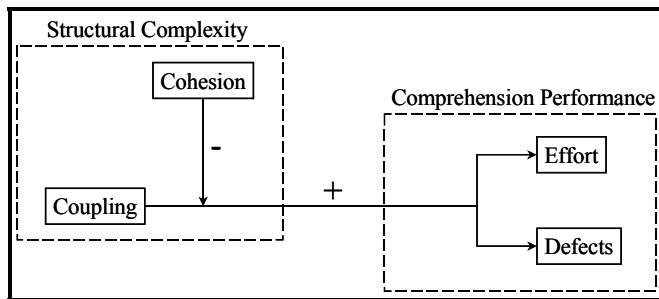 Structural Complexity
Cohesion
Comprehension Performance
-
Effort
+
Coupling
Defects